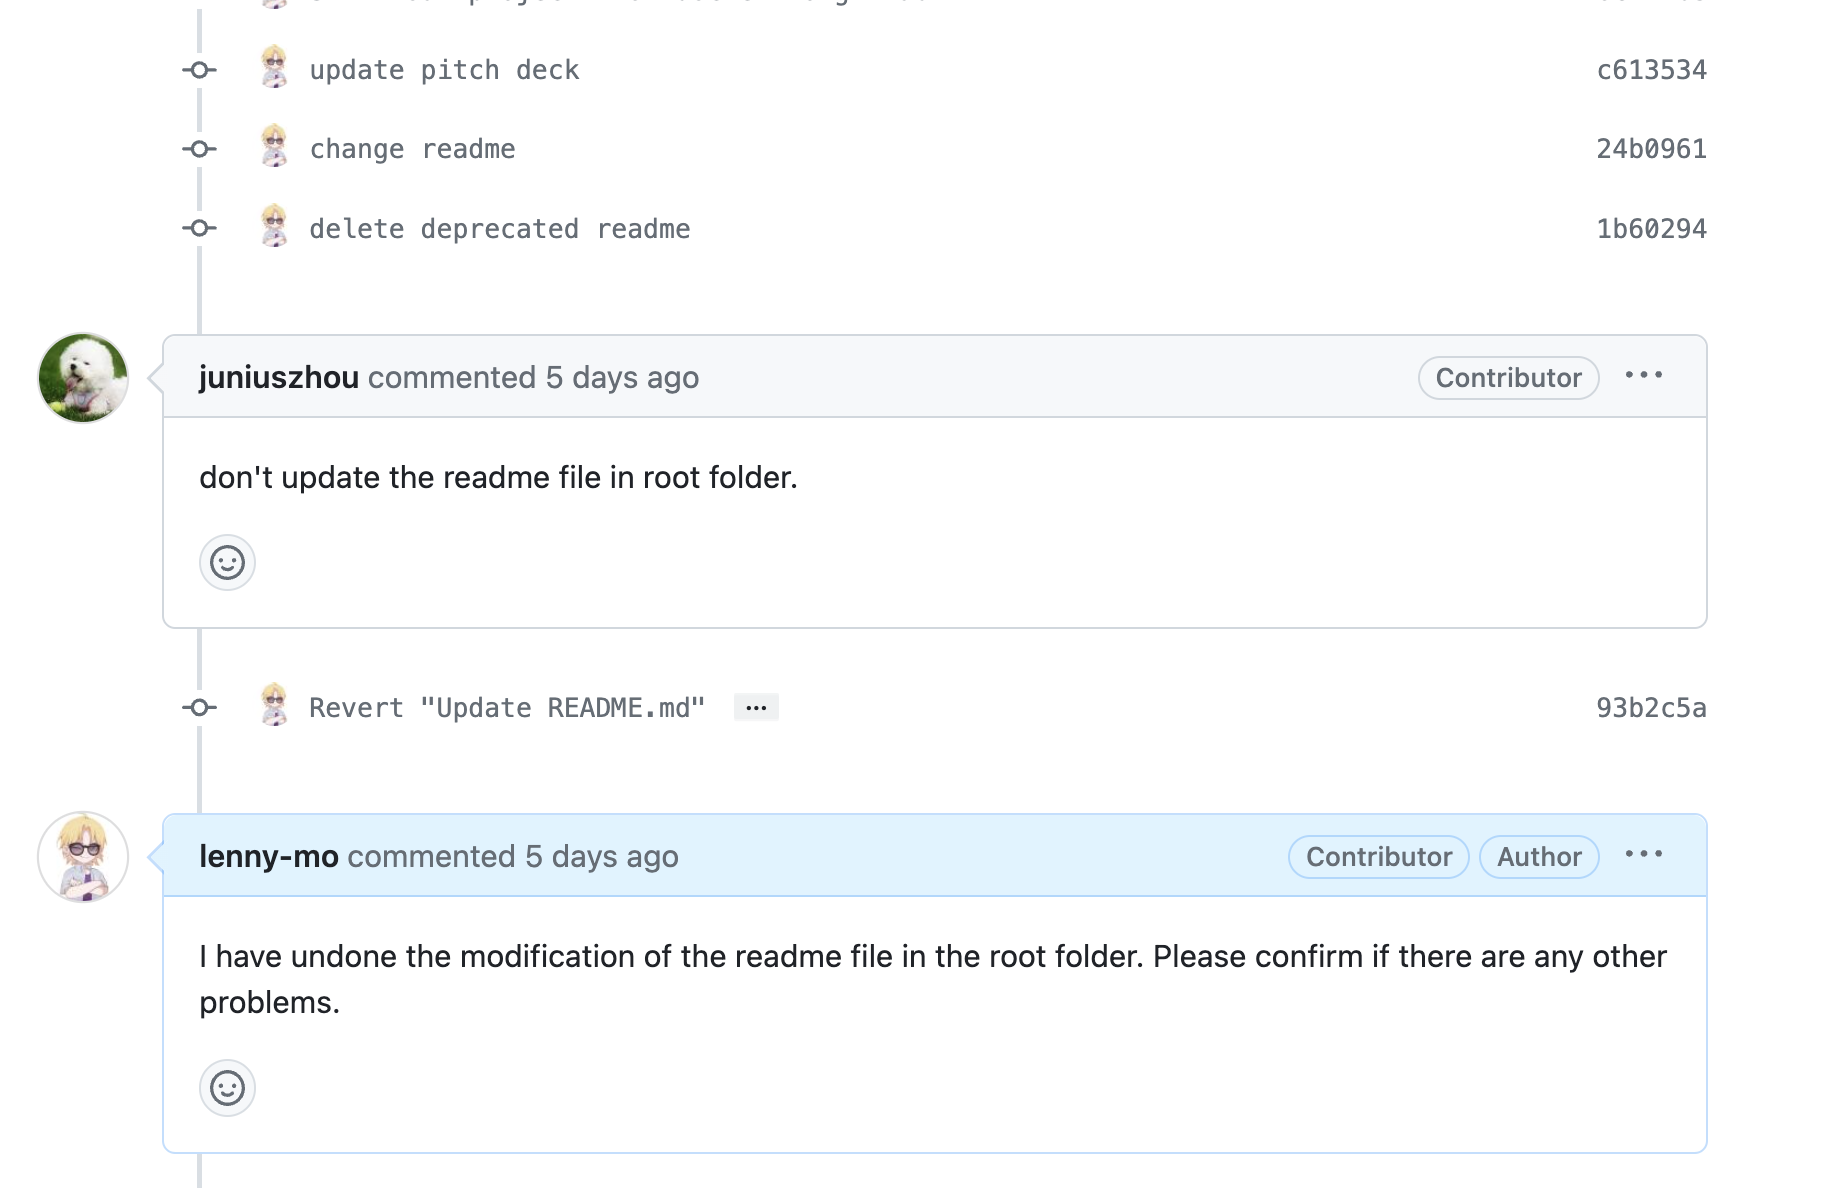 update pitch deck c613534
change readme 24b0961
delete deprecated readme 1b60294
juniuszhou commented 5 days ago Contributor ...
don't update the readme file in root folder.
Revert "Update README.md" ... 93b2c5a
lenny-mo commented 5 days ago Contributor Author ...
I have undone the modification of the readme file in the root folder. Please confirm if there are any other
problems.